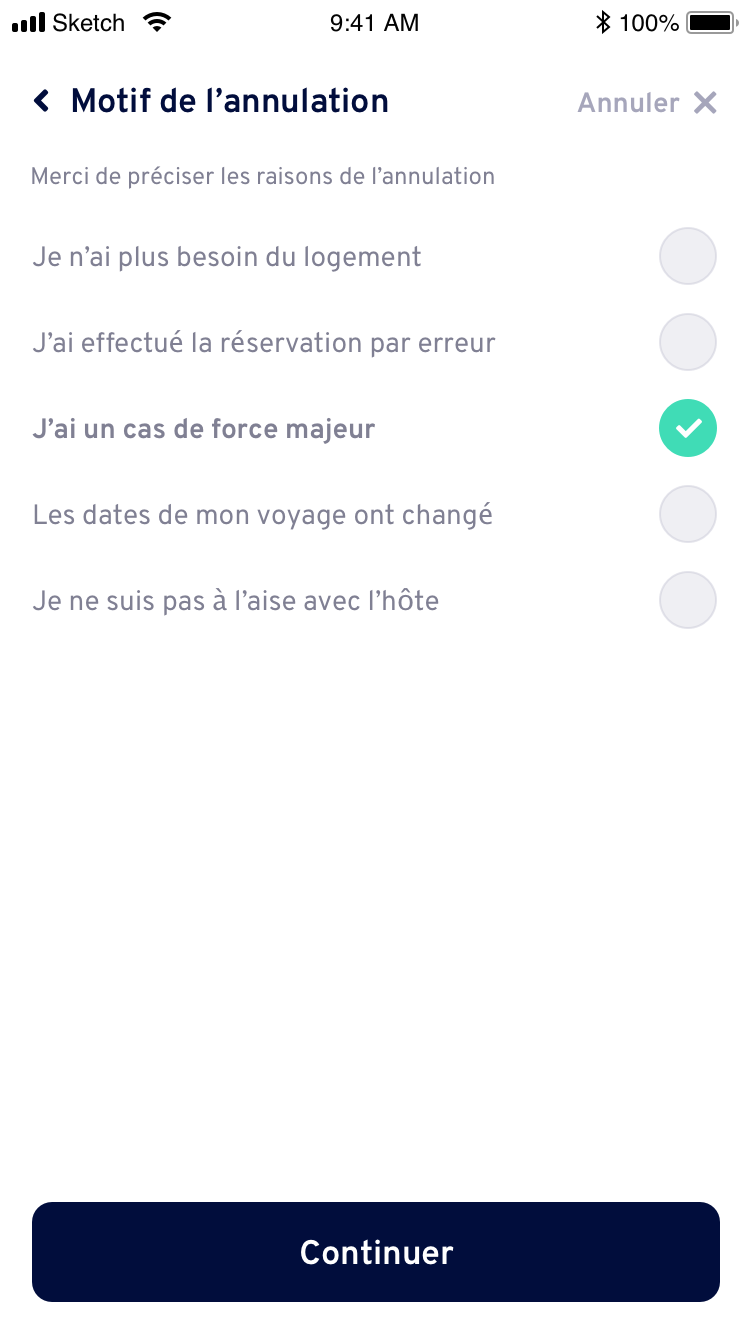 Sketch 9:41 AM 100%
Motif de l’annulation Annuler
Merci de préciser les raisons de l’annulation
Je n’ai plus besoin du logement
J’ai effectué la réservation par erreur
J’ai un cas de force majeur
Les dates de mon voyage ont changé
Je ne suis pas à l’aise avec l’hôte
Continuer